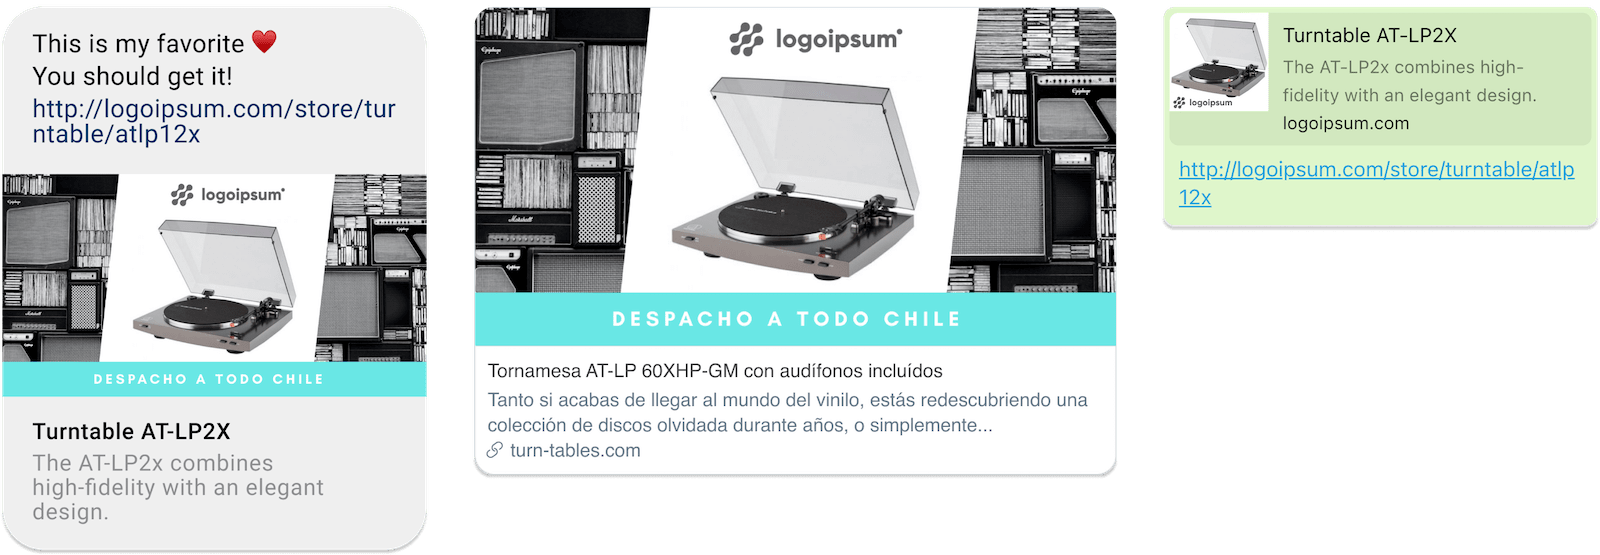 This is my favorite ❤️
You should get it!
http://logoipsum.com/store/tur
ntable/atlp12x
logoipsum
DESPACHO A TODO CHILE
Turntable AT-LP2X
The AT-LP2x combines
high-fidelity with an elegant
design.
Epiphone
logoipsum
Marshall
DESPACHO A TODO CHILE
Tornamesa AT-LP 60XHP-GM con audífonos incluídos
Tanto si acabas de llegar al mundo del vinilo, estás redescubriendo una
colección de discos olvidada durante años, o simplemente...
turn-tables.com
Turntable AT-LP2X
The AT-LP2x combines high-
fidelity with an elegant design.
logoipsum.com
logoipsum
http://logoipsum.com/store/turntable/atlp
12x